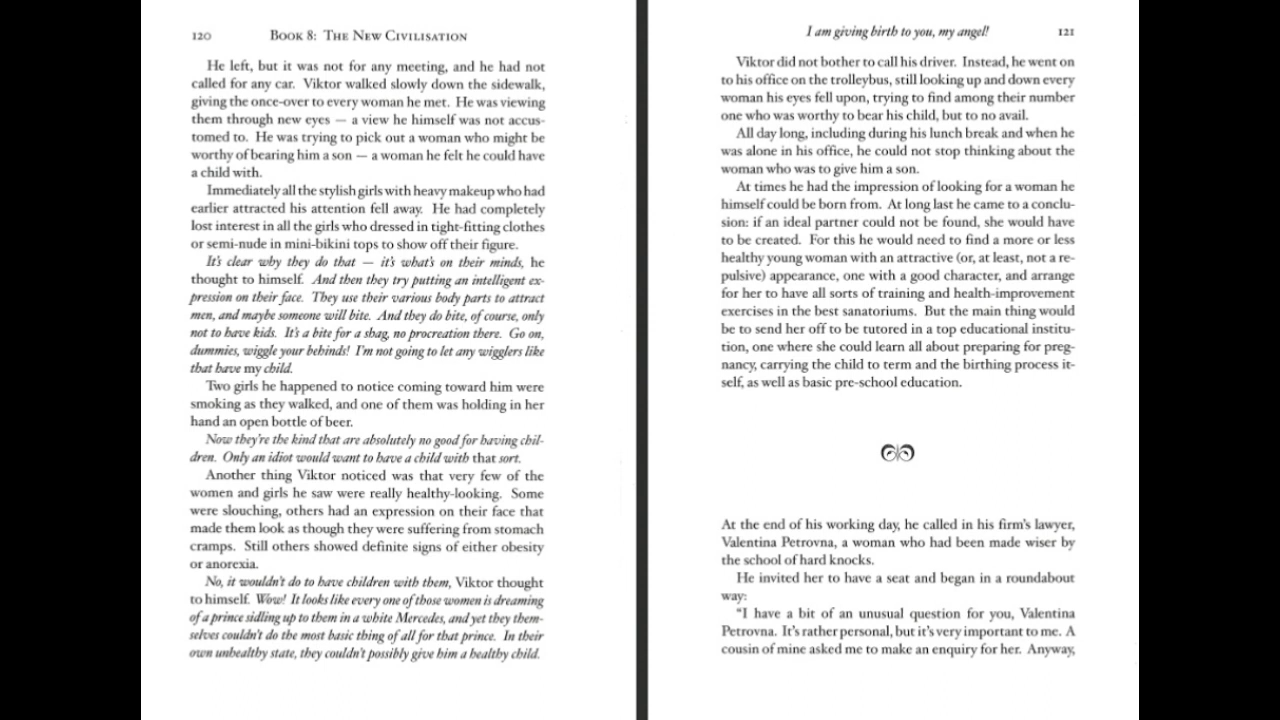 120 BOOK 8: THE NEW CIVILISATION
He left, but it was not for any meeting, and he had not
called for any car. Viktor walked slowly down the sidewalk,
giving the once-over to every woman he met. He was viewing
them through new eyes — a view he himself was not accus-
tomed to. He was trying to pick out a woman who might be
worthy of bearing him a son — a woman he felt he could have
a child with.
Immediately all the stylish girls with heavy makeup who had
earlier attracted his attention fell away. He had completely
lost interest in all the girls who dressed in tight-fitting clothes
or semi-nude in mini-bikini tops to show off their figure.
It's clear why they do that — it's what's on their minds, he
thought to himself. And then they try putting an intelligent ex-
pression on their face. They use their various body parts to attract
men, and maybe someone will bite. And they do bite, of course, only
not to have kids. It's a bite for a shag, no procreation there. Go on,
dummies, wiggle your behinds! I'm not going to let any wigglers like
that have my child.
Two girls he happened to notice coming toward him were
smoking as they walked, and one of them was holding in her
hand an open bottle of beer.
Now they're the kind that are absolutely no good for having chil-
dren. Only an idiot would want to have a child with that sort.
Another thing Viktor noticed was that very few of the
women and girls he saw were really healthy-looking. Some
were slouching, others had an expression on their face that
made them look as though they were suffering from stomach
cramps. Still others showed definite signs of either obesity
or anorexia.
No, it wouldn't do to have children with them, Viktor thought
to himself. Wow! It looks like every one of those women is dreaming
of a prince sidling up to them in a white Mercedes, and yet they them-
selves couldn't do the most basic thing of all for that prince. In their
own unhealthy state, they couldn't possibly give him a healthy child.
I am giving birth to you, my angel! 121
Viktor did not bother to call his driver. Instead, he went on
to his office on the trolleybus, still looking up and down every
woman his eyes fell upon, trying to find among their number
one who was worthy to bear his child, but to no avail.
All day long, including during his lunch break and when he
was alone in his office, he could not stop thinking about the
woman who was to give him a son.
At times he had the impression of looking for a woman he
himself could be born from. At long last he came to a conclu-
sion: if an ideal partner could not be found, she would have
to be created. For this he would need to find a more or less
healthy young woman with an attractive (or, at least, not a re-
pulsive) appearance, one with a good character, and arrange
for her to have all sorts of training and health-improvement
exercises in the best sanatoriums. But the main thing would
be to send her off to be tutored in a top educational institu-
tion, one where she could learn all about preparing for preg-
nancy, carrying the child to term and the birthing process it-
self, as well as basic pre-school education.
At the end of his working day, he called in his firm's lawyer,
Valentina Petrovna, a woman who had been made wiser by
the school of hard knocks.
He invited her to have a seat and began in a roundabout
way:
"I have a bit of an unusual question for you, Valentina
Petrovna. It's rather personal, but it's very important to me. A
cousin of mine asked me to make an enquiry for her. Anyway,